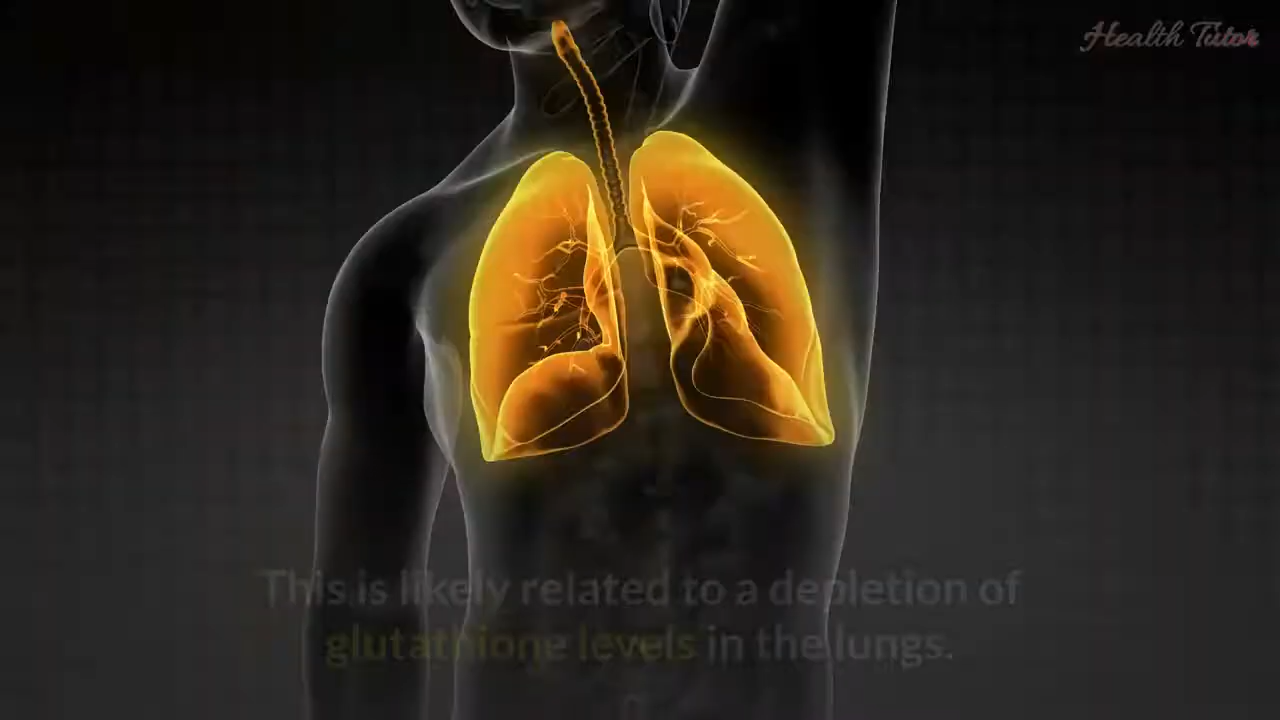 Health Tutor
This is likely related to a depletion of
glutathione levels in the lungs.